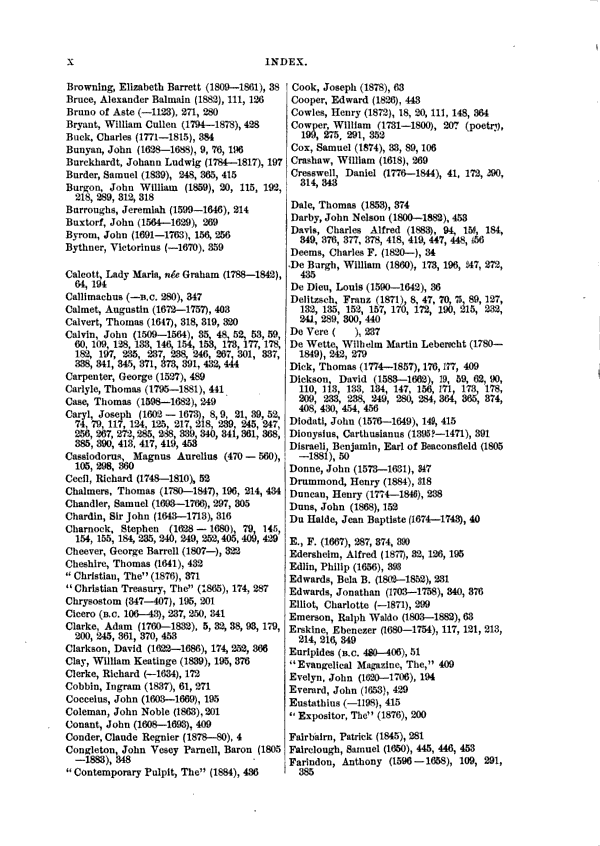 X INDEX.
Browning, Elizabeth Barrett (1809—1861), 38
Bruce, Alexander Balmain (1882), 111, 126
Bruno of Aste (—1123), 271, 280
Bryant, William Cullen (1794—1878), 428
Buck, Charles (1771—1815), 384
Bunyan, John (1628—1688), 9, 76, 196
Burckhardt, Johann Ludwig (1784—1817), 197
Burder, Samuel (1839), 248, 365, 415
Burgon, John William (1859), 20, 115, 192,
218, 289, 312, 318
Burroughs, Jeremiah (1599—1646), 214
Buxtorf, John (1564—1629), 269
Byrom, John (1691—1763), 156, 256
Bythner, Victorinus (—1670), 359
Calcott, Lady Maria, née Graham (1788—1842),
64, 194
Callimachus (—B.C. 280), 347
Calmet, Augustin (1672—1757), 403
Calvert, Thomas (1647), 318, 319, 320
Calvin, John (1509—1564), 35, 48, 52, 53, 59,
60, 109, 128, 133, 146, 154, 153, 173, 177, 178,
182, 197, 235, 237, 238, 246, 267, 301, 337,
338, 341, 345, 371, 373, 391, 432, 444
Carpenter, George (1527), 489
Carlyle, Thomas (1795—1881), 441
Case, Thomas (1598—1682), 249
Caryl, Joseph (1602 — 1673), 8, 9, 21, 39, 52,
74, 79, 117, 124, 125, 217, 218, 239, 245, 247,
256, 267, 272, 285, 288, 339, 340, 341, 361, 368,
385, 390, 413, 417, 419, 453
Cassiodorus, Magnus Aurelius (470 — 560),
105, 298, 360
Cecil, Richard (1748—1810), 52
Chalmers, Thomas (1780—1847), 196, 214, 434
Chandler, Samuel (1693—1766), 297, 305
Chardin, Sir John (1643—1713), 316
Charnock, Stephen (1628 — 1680), 79, 145,
154, 155, 184, 235, 240, 249, 252, 405, 409, 429
Cheever, George Barrell (1807—), 322
Cheshire, Thomas (1641), 432
"Christian, The" (1876), 371
"Christian Treasury, The" (1865), 174, 287
Chrysostom (347—407), 195, 201
Cicero (B.C. 106—43), 237, 250, 341
Clarke, Adam (1760—1832), 5, 32, 38, 93, 179,
200, 245, 361, 370, 453
Clarkson, David (1622—1686), 174, 252, 366
Clay, William Keatinge (1839), 195, 376
Clerke, Richard (—1634), 172
Cobbin, Ingram (1837), 61, 271
Cocceius, John (1603—1669), 195
Coleman, John Noble (1863), 201
Conant, John (1608—1693), 409
Conder, Claude Regnier (1878—80), 4
Congleton, John Vesey Parnell, Baron (1805
—1883), 348
"Contemporary Pulpit, The" (1884), 436
Cook, Joseph (1878), 63
Cooper, Edward (1826), 443
Cowles, Henry (1872), 18, 20, 111, 148, 364
Cowper, William (1731—1800), 20? (poetry),
199, 275, 291, 352
Cox, Samuel (1874), 33, 89, 106
Crashaw, William (1618), 269
Cresswell, Daniel (1776—1844), 41, 172, 290,
314, 343
Dale, Thomas (1853), 374
Darby, John Nelson (1800—1882), 453
Davis, Charles Alfred (1883), 94, 156, 184,
349, 376, 377, 378, 418, 419, 447, 448, 456
Deems, Charles F. (1820—), 34
De Burgh, William (1860), 173, 196, 247, 272,
435
De Dieu, Louis (1590—1642), 36
Delitzsch, Franz (1871), 8, 47, 70, 75, 89, 127,
132, 135, 152, 157, 170, 172, 190, 215, 232,
241, 289, 300, 440
De Vere ( ), 237
De Wette, Wilhelm Martin Leberecht (1780—
1849), 242, 279
Dick, Thomas (1774—1857), 176, 177, 409
Dickson, David (1583—1662), 19, 59, 62, 90,
110, 113, 133, 134, 147, 156, 171, 173, 178,
209, 233, 238, 249, 280, 284, 364, 365, 374,
408, 430, 454, 456
Diodati, John (1576—1649), 149, 415
Dionysius, Carthusianus (1395?—1471), 391
Disraeli, Benjamin, Earl of Beaconsfield (1805
—1881), 50
Donne, John (1573—1631), 347
Drummond, Henry (1884), 318
Duncan, Henry (1774—1846), 238
Duns, John (1868), 152
Du Halde, Jean Baptiste (1674—1743), 40
E., F. (1667), 287, 374, 390
Edersheim, Alfred (1877), 32, 126, 195
Edlin, Philip (1656), 393
Edwards, Bela B. (1802—1852), 231
Edwards, Jonathan (1703—1758), 340, 376
Elliot, Charlotte (—1871), 299
Emerson, Ralph Waldo (1803—1882), 63
Erskine, Ebenezer (1680—1754), 117, 121, 213,
214, 216, 349
Euripides (B.C. 480—406), 51
"Evangelical Magazine, The," 409
Evelyn, John (1620—1706), 194
Everard, John (1653), 429
Eustathius (—1198), 415
"Expositor, The" (1876), 200
Fairbairn, Patrick (1845), 281
Fairclough, Samuel (1650), 445, 446, 453
Farindon, Anthony (1596—1658), 109, 291,
385